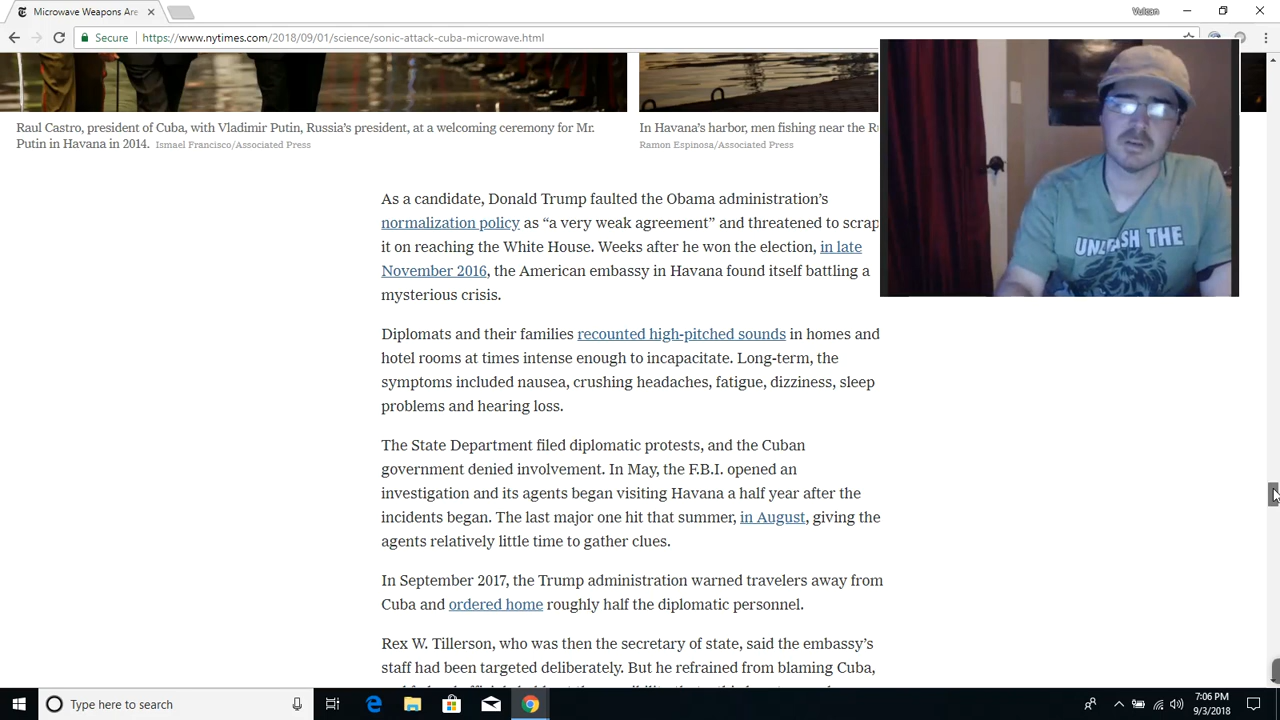 Microwave Weapons Are
Vulcan
Secure
https://www.nytimes.com/2018/09/01/science/sonic-attack-cuba-microwave.html
Raul Castro, president of Cuba, with Vladimir Putin, Russia's president, at a welcoming ceremony for Mr.
Putin in Havana in 2014. Ismael Francisco/Associated Press
In Havana's harbor, men fishing near the
Ramon Espinosa/Associated Press
UNLEASH THE
As a candidate, Donald Trump faulted the Obama administration's
normalization policy as “a very weak agreement” and threatened to scrap
it on reaching the White House. Weeks after he won the election, in late
November 2016, the American embassy in Havana found itself battling a
mysterious crisis.
Diplomats and their families recounted high-pitched sounds in homes and
hotel rooms at times intense enough to incapacitate. Long-term, the
symptoms included nausea, crushing headaches, fatigue, dizziness, sleep
problems and hearing loss.
The State Department filed diplomatic protests, and the Cuban
government denied involvement. In May, the F.B.I. opened an
investigation and its agents began visiting Havana a half year after the
incidents began. The last major one hit that summer, in August, giving the
agents relatively little time to gather clues.
In September 2017, the Trump administration warned travelers away from
Cuba and ordered home roughly half the diplomatic personnel.
Rex W. Tillerson, who was then the secretary of state, said the embassy's
staff had been targeted deliberately. But he refrained from blaming Cuba,
Type here to search
7:06 PM
9/3/2018